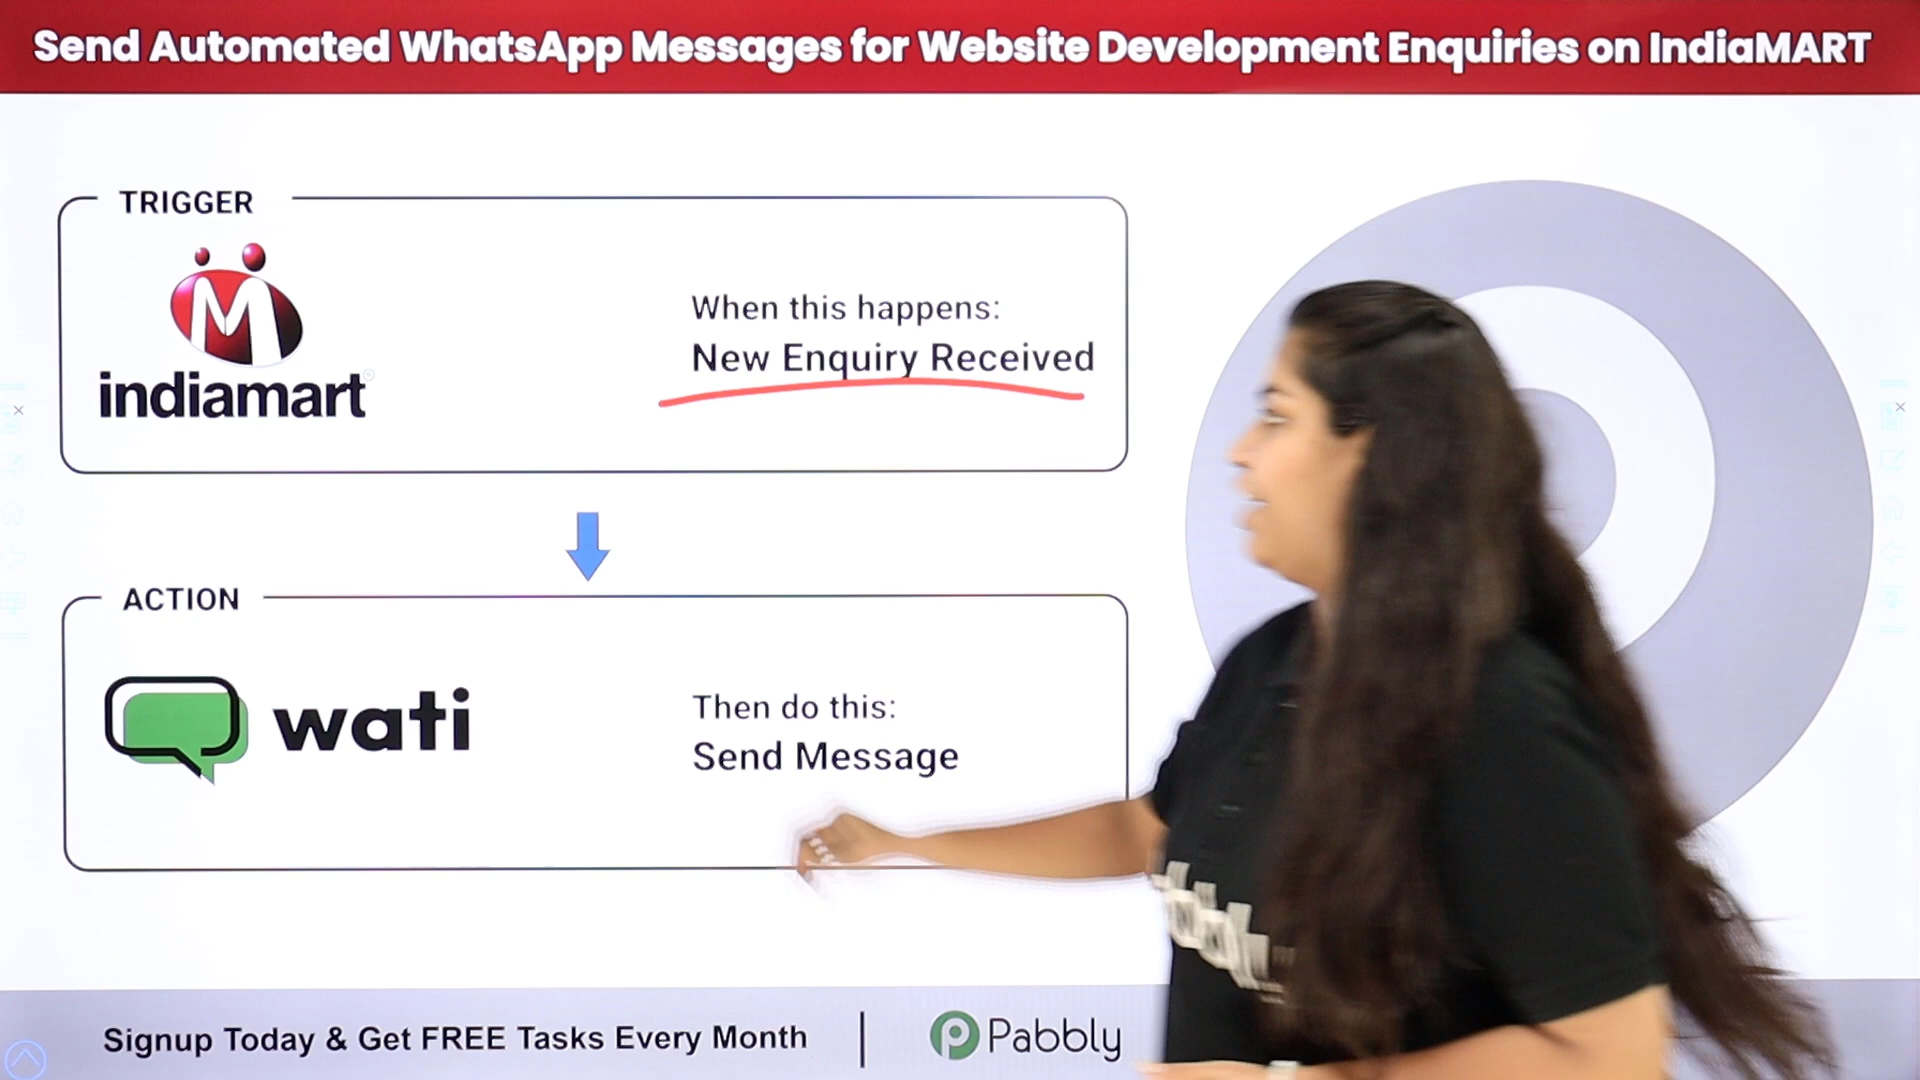 Send Automated WhatsApp Messages for Website Development Enquiries on IndiaMART
TRIGGER
indiamart
When this happens:
New Enquiry Received
ACTION
wati
Then do this:
Send Message
Signup Today & Get FREE Tasks Every Month | Pabbly